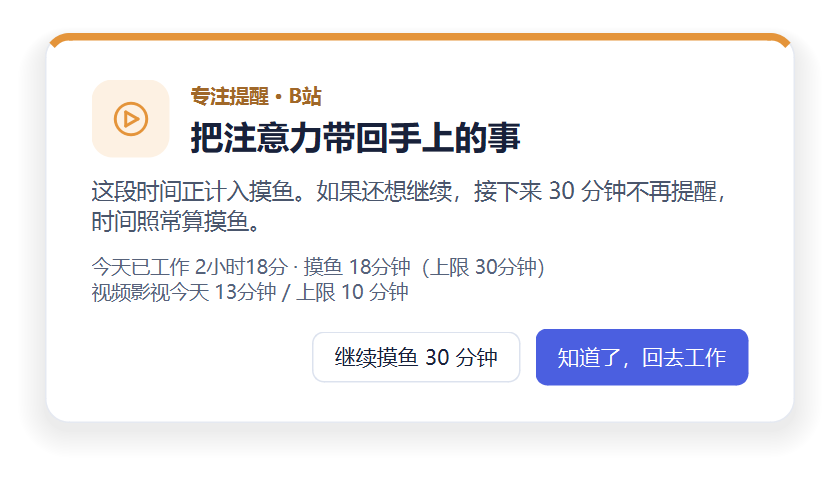 专注提醒 · B站
把注意力带回手上的事
这段时间正计入摸鱼。如果还想继续，接下来 30 分钟不再提醒，
时间照常算摸鱼。
今天已工作 2小时18分 · 摸鱼 18分钟（上限 30分钟）
视频影视今天 13分钟 / 上限 10 分钟
继续摸鱼 30 分钟
知道了，回去工作